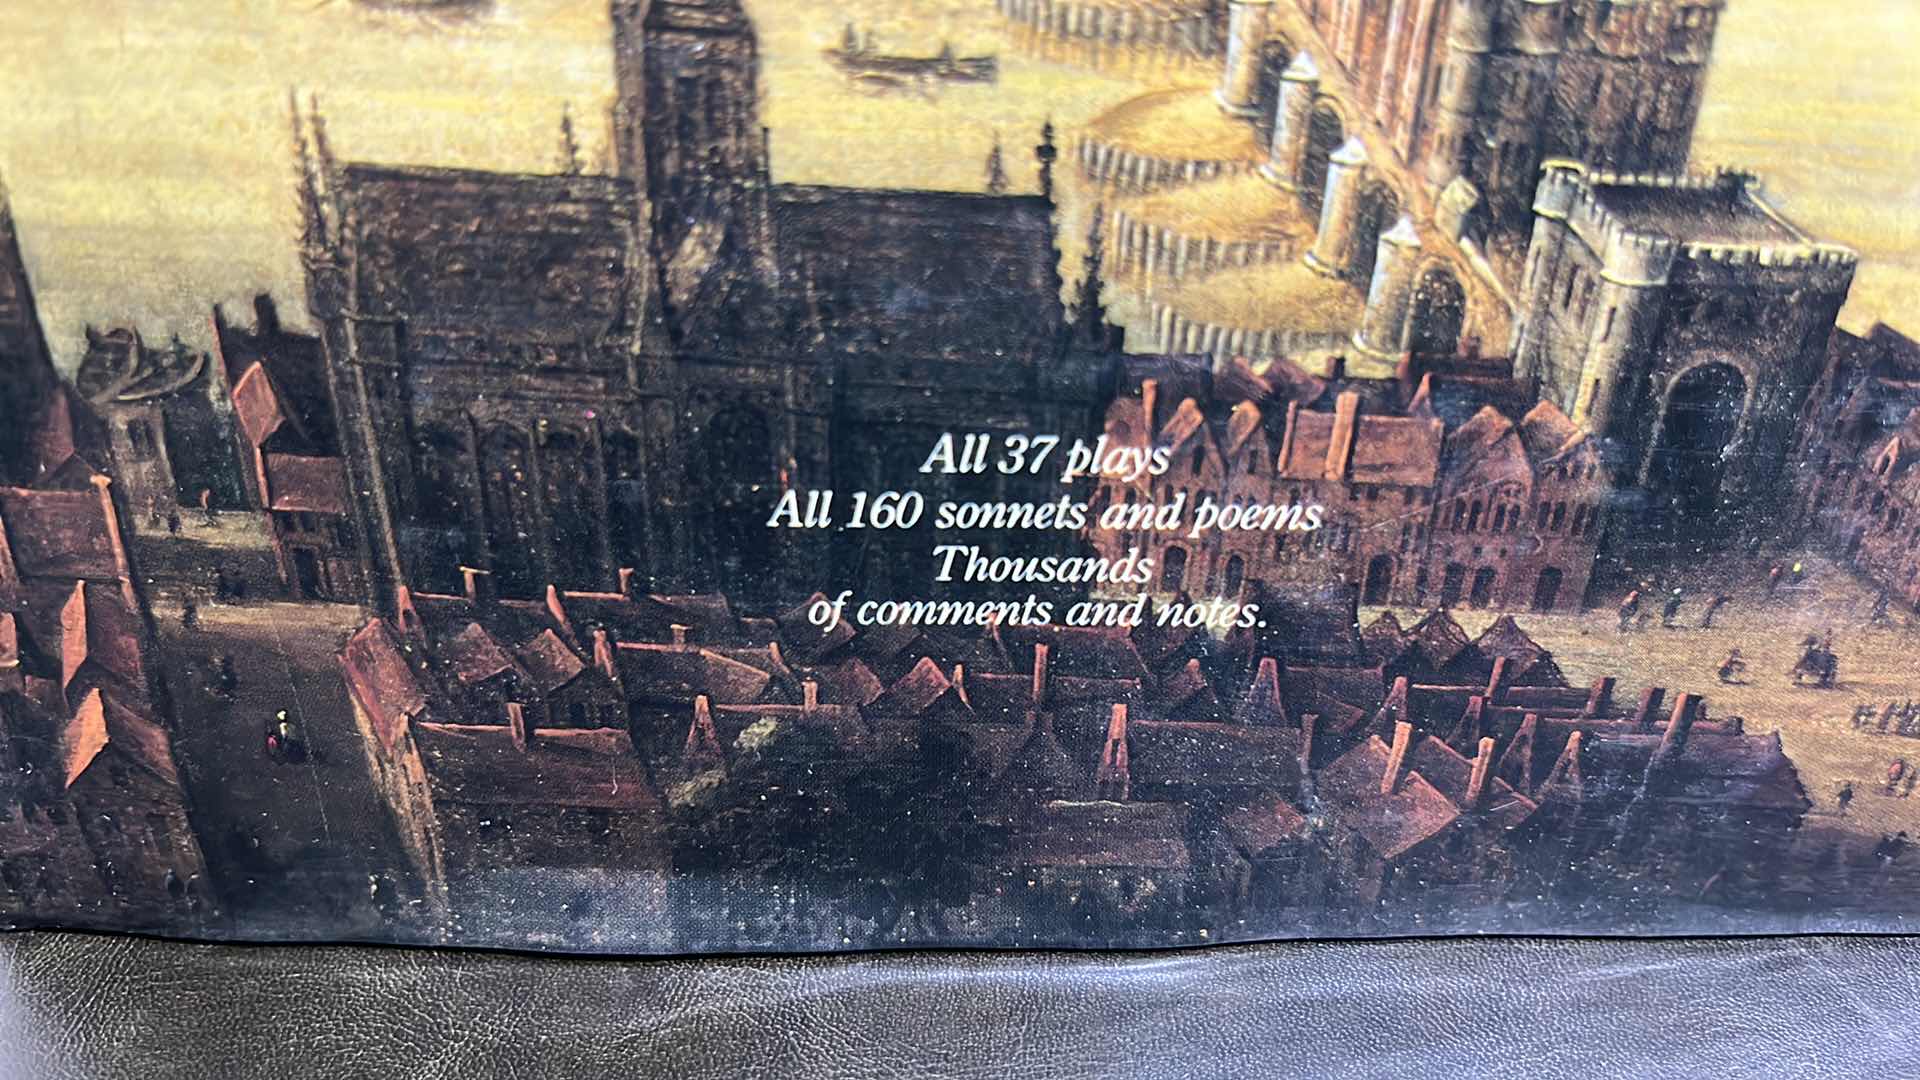 All 37 plays
All 160 sonnets and poems
Thousands
of comments and notes.